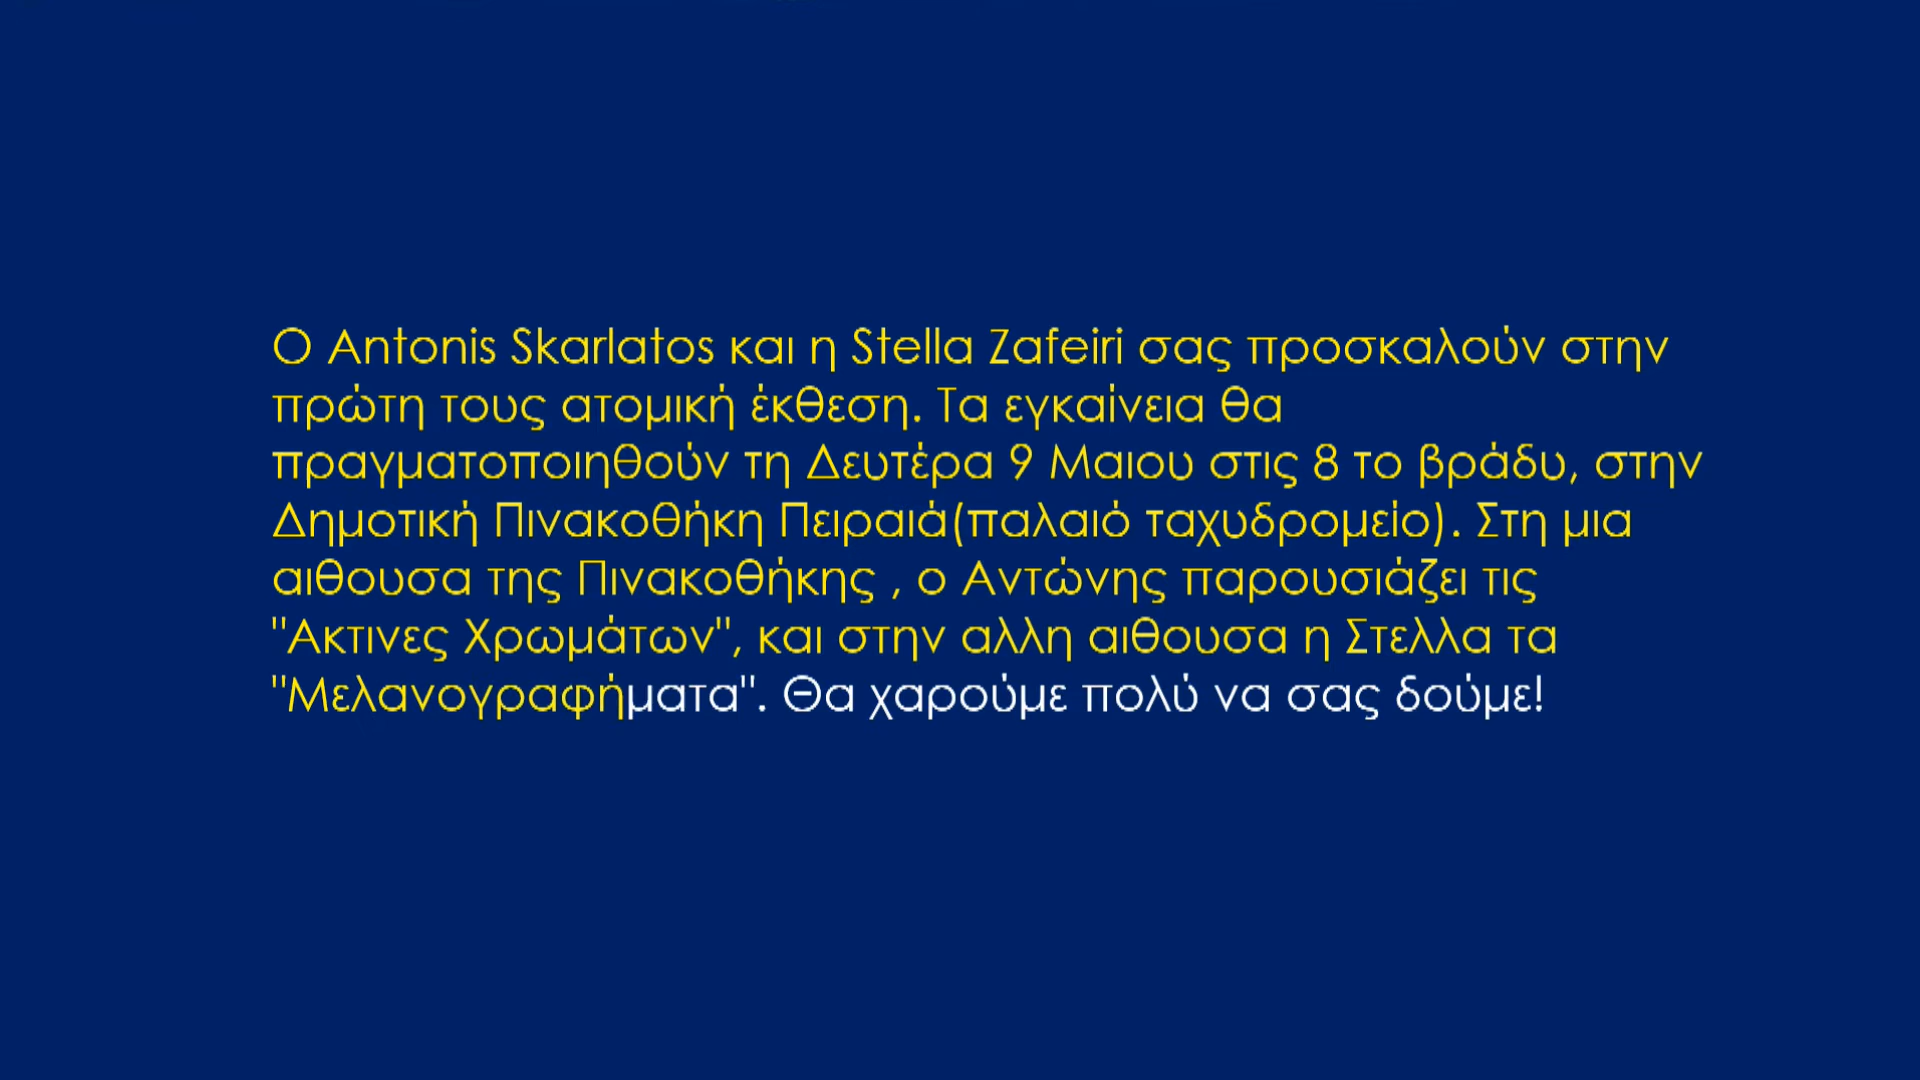 Ο Antonis Skarlatos και η Stella Zafeiri σας προσκαλούν στην
πρώτη τους ατομική έκθεση. Τα εγκαίνεια θα
πραγματοποιηθούν τη Δευτέρα 9 Μαιου στις 8 το βράδυ, στην
Δημοτική Πινακοθήκη Πειραιά(παλαιό ταχυδρομείο). Στη μια
αιθουσα της Πινακοθήκης , ο Αντώνης παρουσιάζει τις
"Ακτινες Χρωμάτων", και στην αλλη αιθουσα η Στελλα τα
"Μελανογραφήματα". Θα χαρούμε πολύ να σας δούμε!